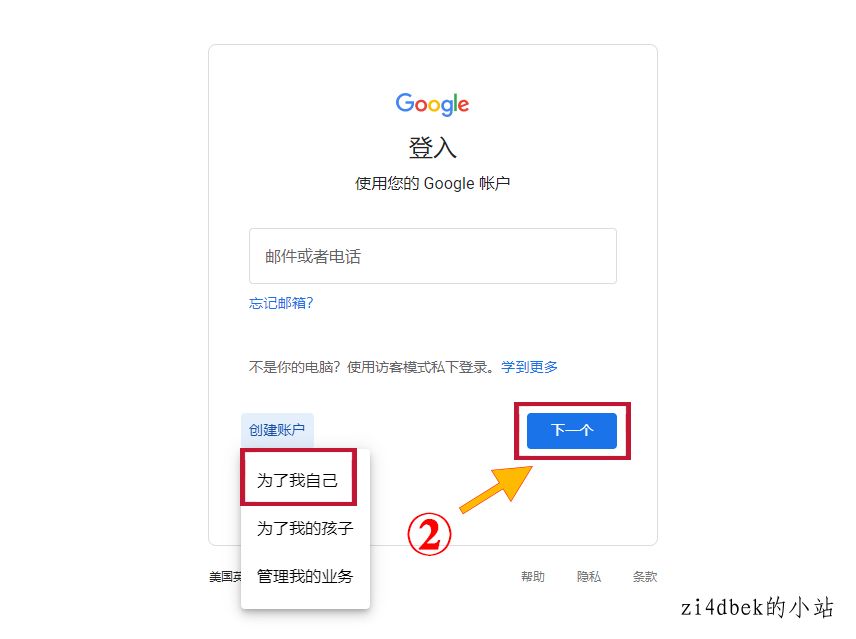 Google
登入
使用您的 Google 帐户
邮件或者电话
忘记邮箱?
不是你的电脑？使用访客模式私下登录。学到更多
创建账户
下一个
为了我自己
为了我的孩子
管理我的业务
②
美国英
帮助
隐私
条款
zi4dbek的小站